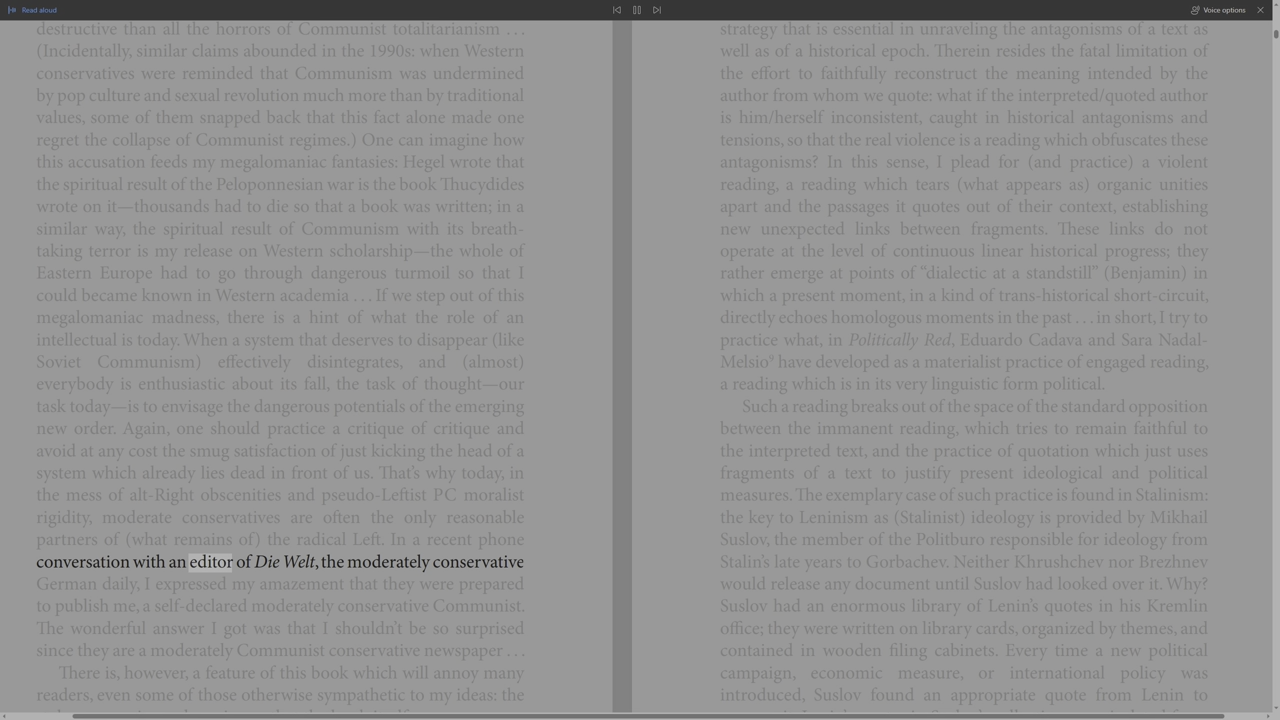 Read aloud
Voice options
destructive than all the horrors of Communist totalitarianism . . .
(Incidentally, similar claims abounded in the 1990s: when Western
conservatives were reminded that Communism was undermined
by pop culture and sexual revolution much more than by traditional
values, some of them snapped back that this fact alone made one
regret the collapse of Communist regimes.) One can imagine how
this accusation feeds my megalomaniac fantasies: Hegel wrote that
the spiritual result of the Peloponnesian war is the book Thucydides
wrote on it—thousands had to die so that a book was written; in a
similar way, the spiritual result of Communism with its breath-
taking terror is my release on Western scholarship—the whole of
Eastern Europe had to go through dangerous turmoil so that I
could became known in Western academia . . . If we step out of this
megalomaniac madness, there is a hint of what the role of an
intellectual is today. When a system that deserves to disappear (like
Soviet Communism) effectively disintegrates, and (almost)
everybody is enthusiastic about its fall, the task of thought—our
task today—is to envisage the dangerous potentials of the emerging
new order. Again, one should practice a critique of critique and
avoid at any cost the smug satisfaction of just kicking the head of a
system which already lies dead in front of us. That's why today, in
the mess of alt-Right obscenities and pseudo-Leftist PC moralist
rigidity, moderate conservatives are often the only reasonable
partners of (what remains of) the radical Left. In a recent phone
conversation with an editor of Die Welt, the moderately conservative
German daily, I expressed my amazement that they were prepared
to publish me, a self-declared moderately conservative Communist.
The wonderful answer I got was that I shouldn't be so surprised
since they are a moderately Communist conservative newspaper . . .
There is, however, a feature of this book which will annoy many
readers, even some of those otherwise sympathetic to my ideas: the
strategy that is essential in unraveling the antagonisms of a text as
well as of a historical epoch. Therein resides the fatal limitation of
the effort to faithfully reconstruct the meaning intended by the
author from whom we quote: what if the interpreted/quoted author
is him/herself inconsistent, caught in historical antagonisms and
tensions, so that the real violence is a reading which obfuscates these
antagonisms? In this sense, I plead for (and practice) a violent
reading, a reading which tears (what appears as) organic unities
apart and the passages it quotes out of their context, establishing
new unexpected links between fragments. These links do not
operate at the level of continuous linear historical progress; they
rather emerge at points of “dialectic at a standstill” (Benjamin) in
which a present moment, in a kind of trans-historical short-circuit,
directly echoes homologous moments in the past . . . in short, I try to
practice what, in Politically Red, Eduardo Cadava and Sara Nadal-
Melsio⁹ have developed as a materialist practice of engaged reading,
a reading which is in its very linguistic form political.
Such a reading breaks out of the space of the standard opposition
between the immanent reading, which tries to remain faithful to
the interpreted text, and the practice of quotation which just uses
fragments of a text to justify present ideological and political
measures. The exemplary case of such practice is found in Stalinism:
the key to Leninism as (Stalinist) ideology is provided by Mikhail
Suslov, the member of the Politburo responsible for ideology from
Stalin's late years to Gorbachev. Neither Khrushchev nor Brezhnev
would release any document until Suslov had looked over it. Why?
Suslov had an enormous library of Lenin's quotes in his Kremlin
office; they were written on library cards, organized by themes, and
contained in wooden filing cabinets. Every time a new political
campaign, economic measure, or international policy was
introduced, Suslov found an appropriate quote from Lenin to